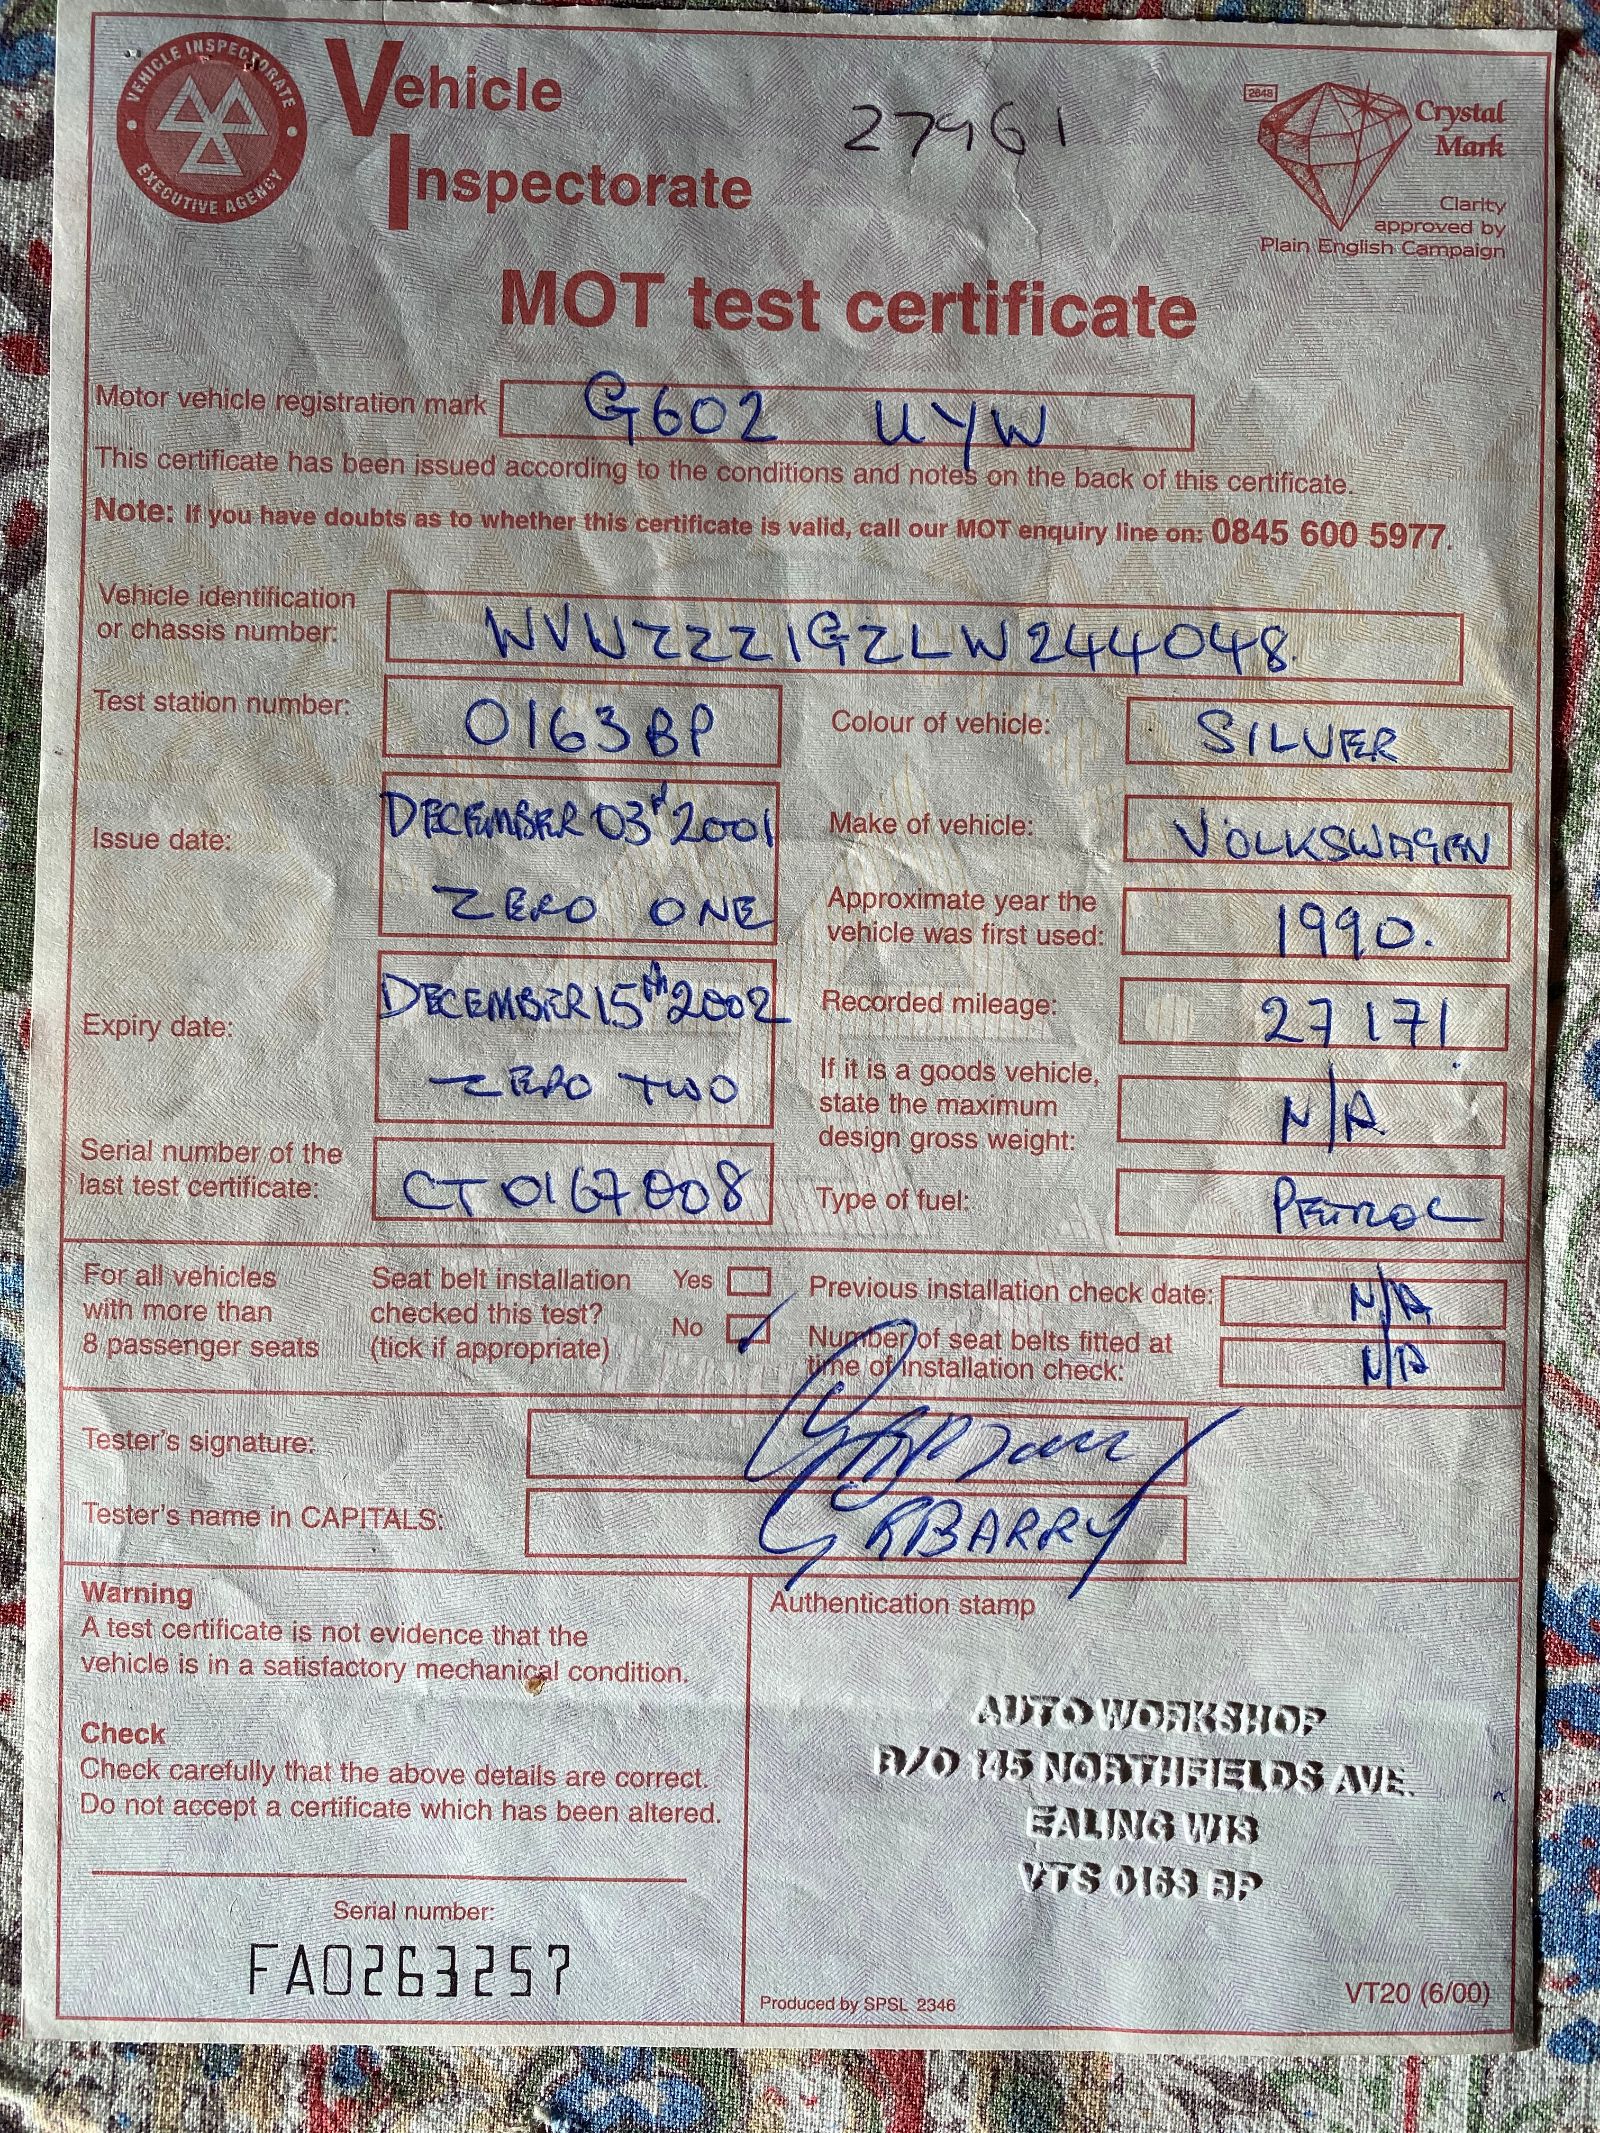 VEHICLE INSPECTORATE
EXECUTIVE AGENCY
Vehicle
Inspectorate
27961
2648
Crystal
Mark
Clarity
approved by
Plain English Campaign
MOT test certificate
Motor vehicle registration mark G602 UYW
This certificate has been issued according to the conditions and notes on the back of this certificate.
Note: If you have doubts as to whether this certificate is valid, call our MOT enquiry line on: 0845 600 5977.
Vehicle identification
or chassis number: WVWZZZ1GZLW244048.
Test station number: 0163BP
Colour of vehicle: SILVER
Issue date: DECEMBER 03rd 2001
ZERO ONE
Make of vehicle: VOLKSWAGEN
Approximate year the
vehicle was first used: 1990.
Expiry date: DECEMBER 15th 2002
ZERO TWO
Recorded mileage: 27171
If it is a goods vehicle,
state the maximum
design gross weight: N/A
Serial number of the
last test certificate: CT0167008
Type of fuel: PETROL
For all vehicles
with more than
8 passenger seats
Seat belt installation
checked this test?
(tick if appropriate)
Yes
No
Previous installation check date: N/A
Number of seat belts fitted at
time of installation check: N/A
Tester's signature:
Tester's name in CAPITALS: G R BARRY
Warning
A test certificate is not evidence that the
vehicle is in a satisfactory mechanical condition.
Check
Check carefully that the above details are correct.
Do not accept a certificate which has been altered.
Serial number:
FA0263257
Authentication stamp
AUTO WORKSHOP
R/O 145 NORTHFIELDS AVE.
EALING W13
VTS 0163 BP
Produced by SPSL 2346
VT20 (6/00)